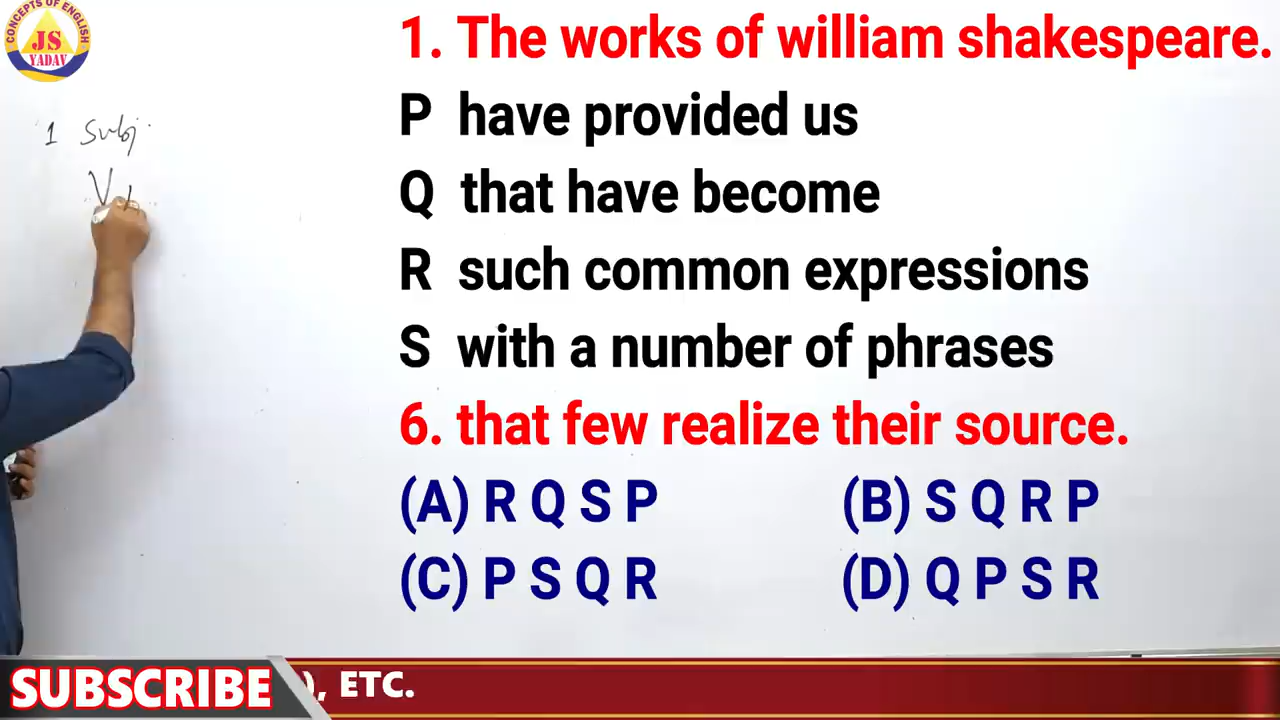 CONCEPTS OF ENGLISH
JS
YADAV
1 Subj
1. The works of william shakespeare.
P have provided us
Q that have become
R such common expressions
S with a number of phrases
6. that few realize their source.
(A) R Q S P (B) S Q R P
(C) P S Q R (D) Q P S R
SUBSCRIBE ), ETC.